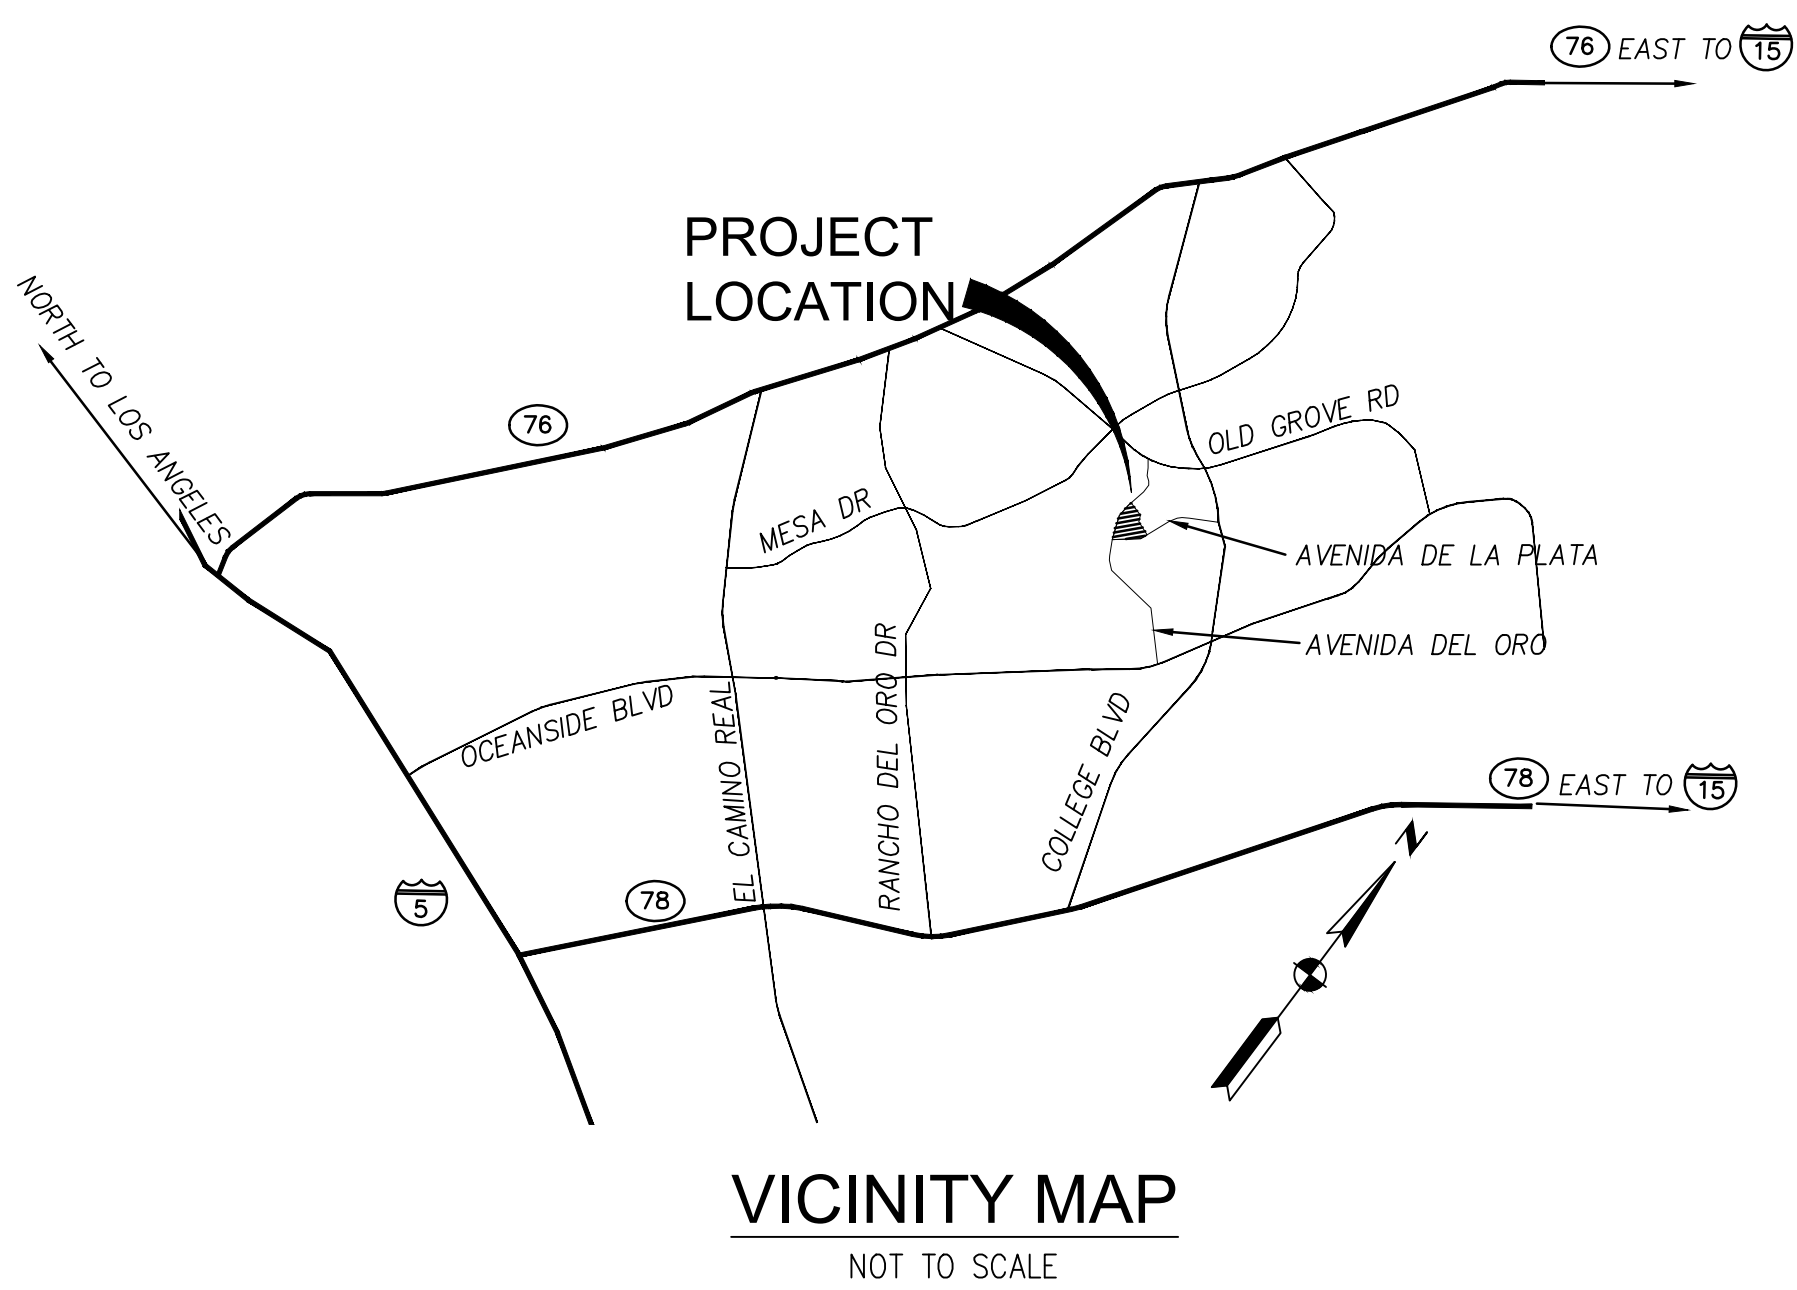 76 EAST TO 15
PROJECT
LOCATION
NORTH TO LOS ANGELES
76
OLD GROVE RD
MESA DR
AVENIDA DE LA PLATA
AVENIDA DEL ORO
OCEANSIDE BLVD
EL CAMINO REAL
RANCHO DEL ORO DR
COLLEGE BLVD
78 EAST TO 15
N
5
78
VICINITY MAP
NOT TO SCALE